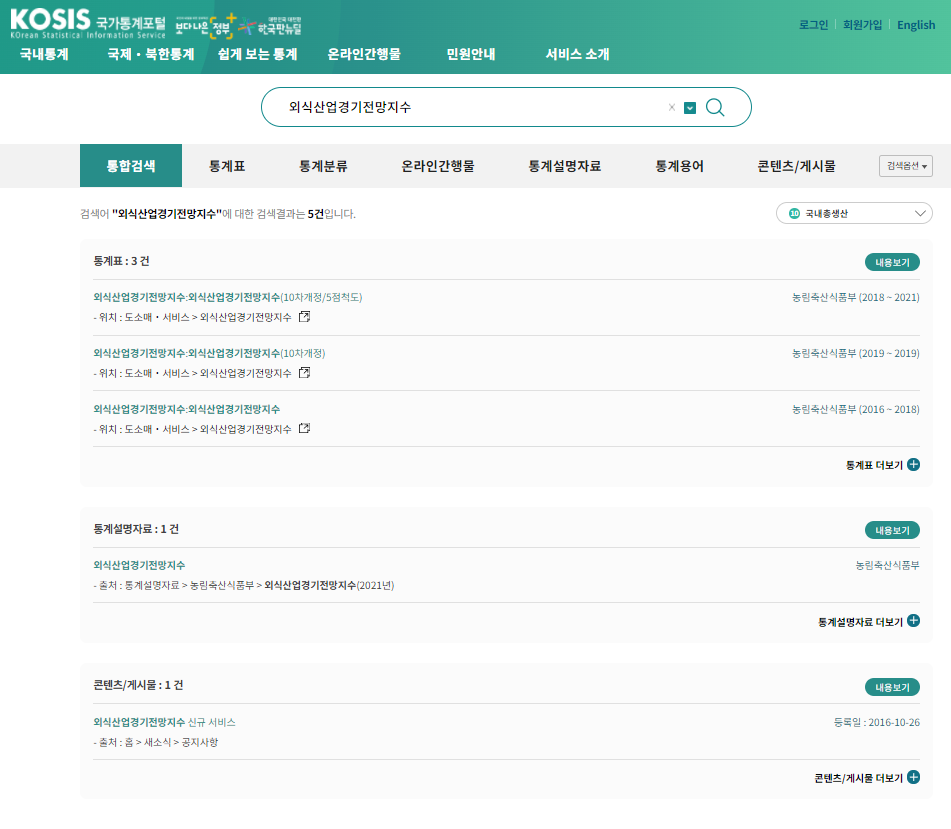 KOSIS 국가통계포털
KOrean Statistical Information Service
보다나은 정부
대한민국 대전환
한국판뉴딜
로그인 회원가입 English
국내통계 국제・북한통계 쉽게 보는 통계 온라인간행물 민원안내 서비스 소개
외식산업경기전망지수 ×
통합검색 통계표 통계분류 온라인간행물 통계설명자료 통계용어 콘텐츠/게시물 검색옵션
검색어 "외식산업경기전망지수"에 대한 검색결과는 5건입니다.
10 국내총생산
통계표 : 3 건 내용보기
외식산업경기전망지수:외식산업경기전망지수(10차개정/5점척도) 농림축산식품부 (2018 ~ 2021)
- 위치 : 도소매・서비스 > 외식산업경기전망지수
외식산업경기전망지수:외식산업경기전망지수(10차개정) 농림축산식품부 (2019 ~ 2019)
- 위치 : 도소매・서비스 > 외식산업경기전망지수
외식산업경기전망지수:외식산업경기전망지수 농림축산식품부 (2016 ~ 2018)
- 위치 : 도소매・서비스 > 외식산업경기전망지수
통계표 더보기
통계설명자료 : 1 건 내용보기
외식산업경기전망지수 농림축산식품부
- 출처 : 통계설명자료 > 농림축산식품부 > 외식산업경기전망지수(2021년)
통계설명자료 더보기
콘텐츠/게시물 : 1 건 내용보기
외식산업경기전망지수 신규 서비스 등록일 : 2016-10-26
- 출처 : 홈 > 새소식 > 공지사항
콘텐츠/게시물 더보기